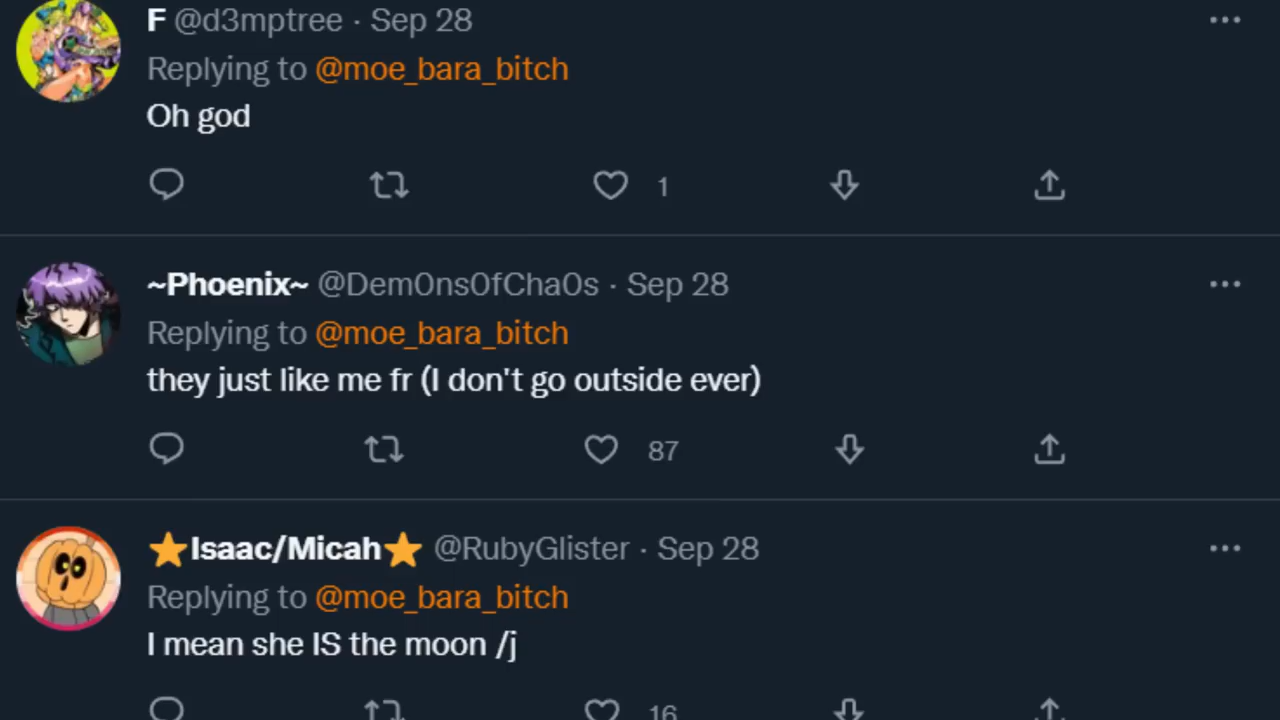 F @d3mptree · Sep 28
Replying to @moe_bara_bitch
Oh god
1
~Phoenix~ @Dem0ns0fCha0s · Sep 28
Replying to @moe_bara_bitch
they just like me fr (I don't go outside ever)
87
⭐Isaac/Micah⭐ @RubyGlister · Sep 28
Replying to @moe_bara_bitch
I mean she IS the moon /j
16